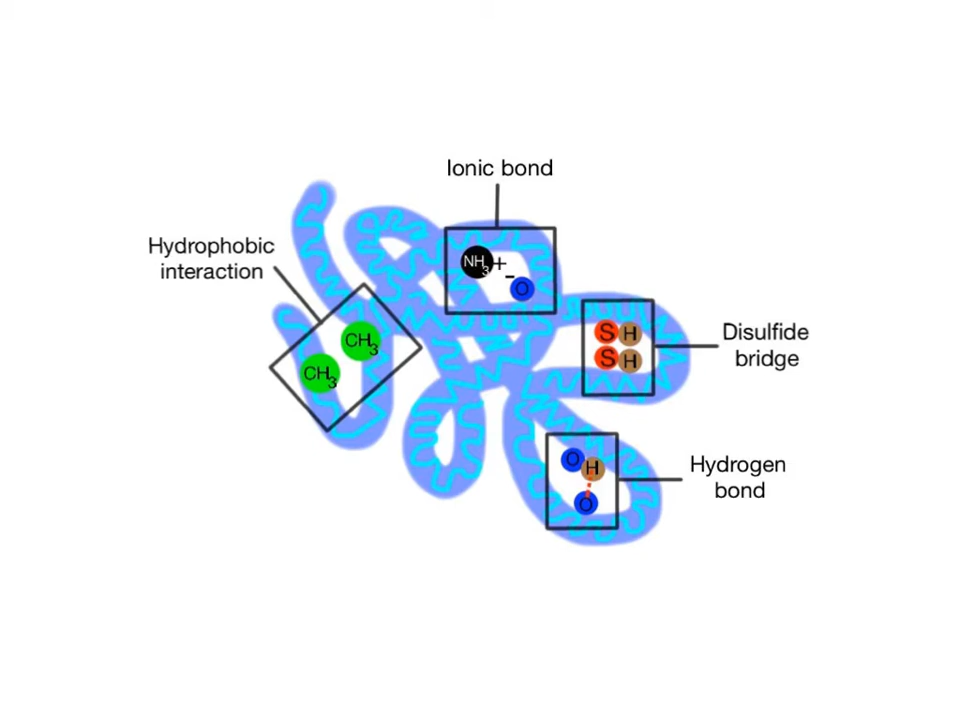 Ionic bond
Hydrophobic
interaction
NH3 +
-
O
CH3
CH3
S H
S H
Disulfide
bridge
O
H
O
Hydrogen
bond